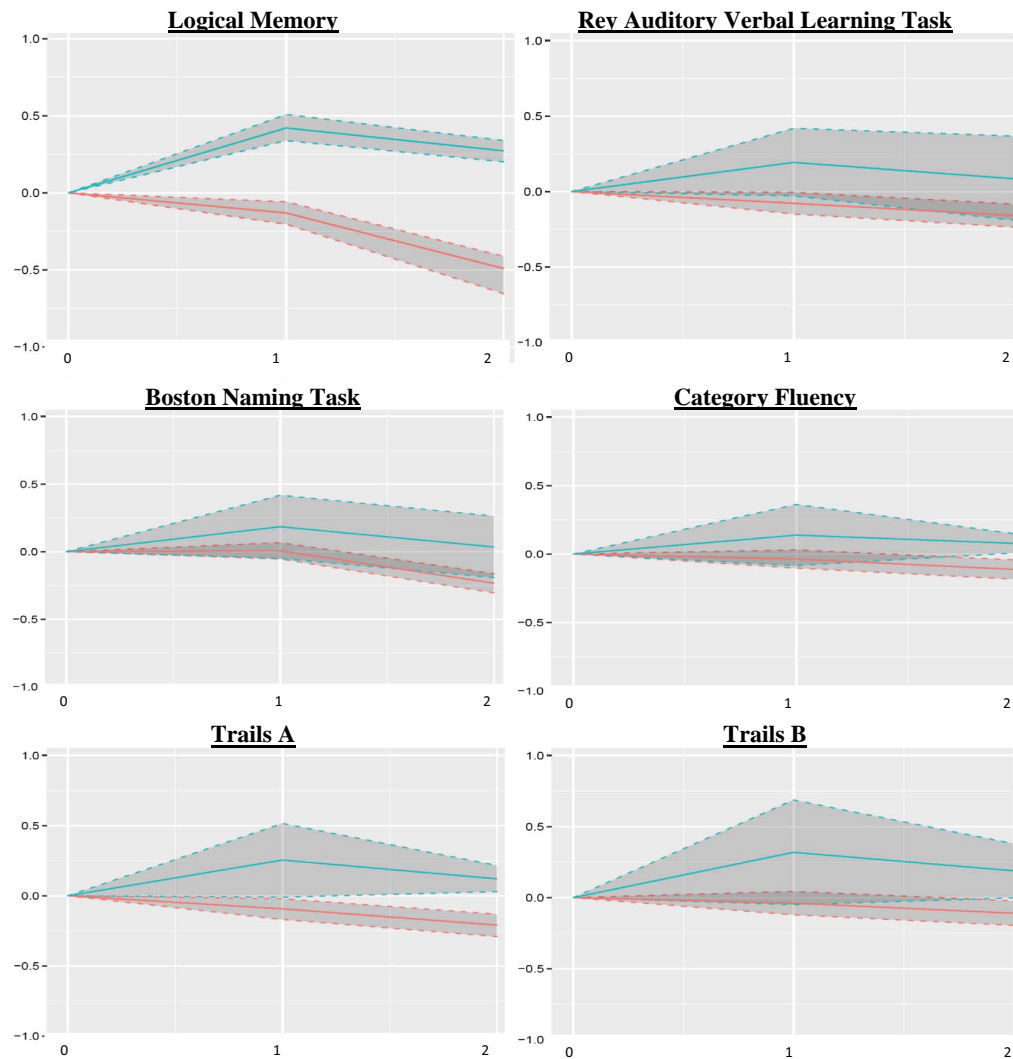 Logical Memory
1.0
0.5
0.0
−0.5
−1.0
0 1 2
Rey Auditory Verbal Learning Task
1.0
0.5
0.0
−0.5
−1.0
0 1 2
Boston Naming Task
1.0
0.5
0.0
−0.5
−1.0
0 1 2
Category Fluency
1.0
0.5
0.0
−0.5
−1.0
0 1 2
Trails A
1.0
0.5
0.0
−0.5
−1.0
0 1 2
Trails B
1.0
0.5
0.0
−0.5
−1.0
0 1 2